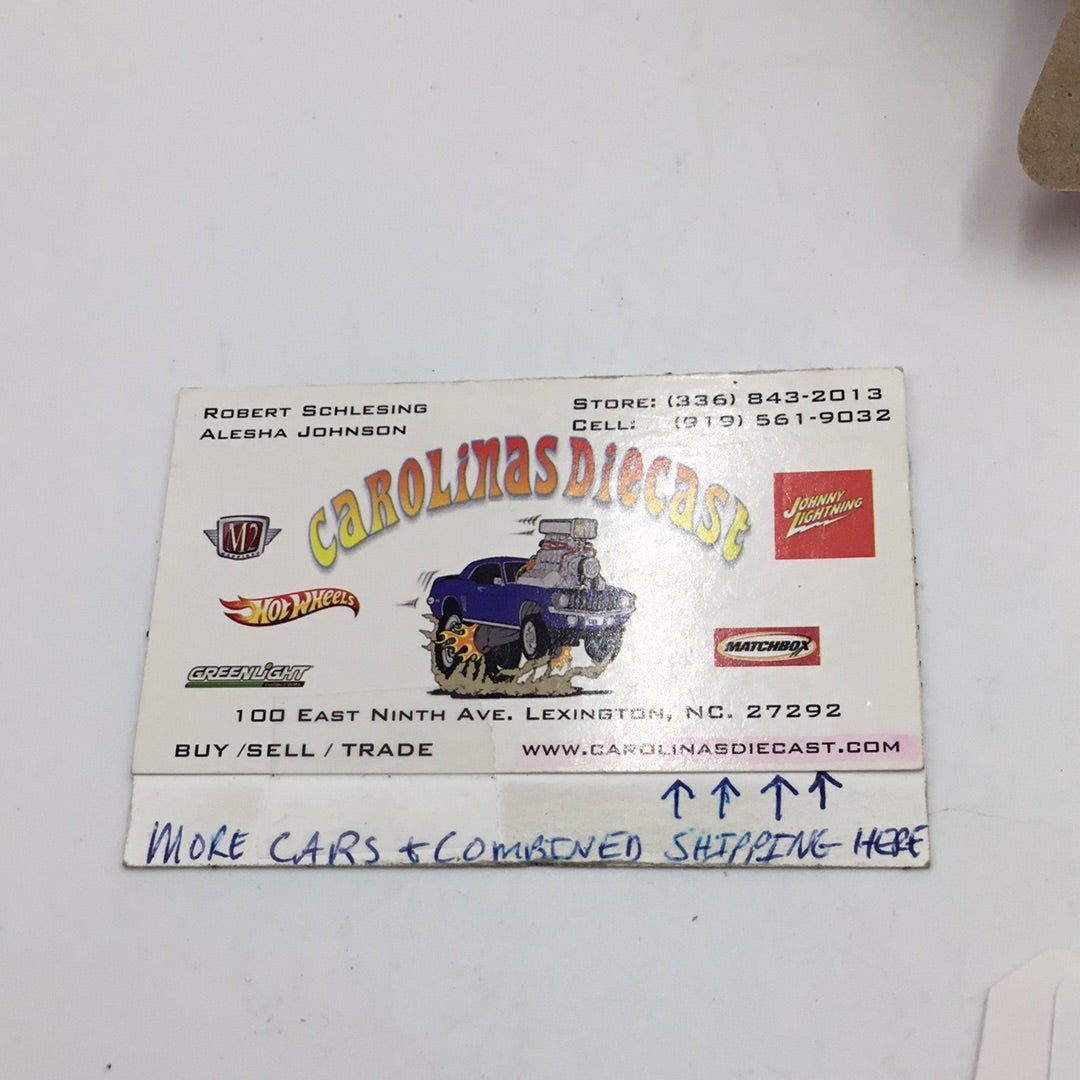 ROBERT SCHLESING
ALESHA JOHNSON
STORE: (336) 843-2013
CELL: (919) 561-9032
CAROLINAS DIECAST
M2
HOT WHEELS
GREENLIGHT
JOHNNY
LIGHTNING
MATCHBOX
100 EAST NINTH AVE. LEXINGTON, NC. 27292
BUY /SELL / TRADE
WWW.CAROLINASDIECAST.COM
MORE CARS + COMBINED SHIPPING HERE